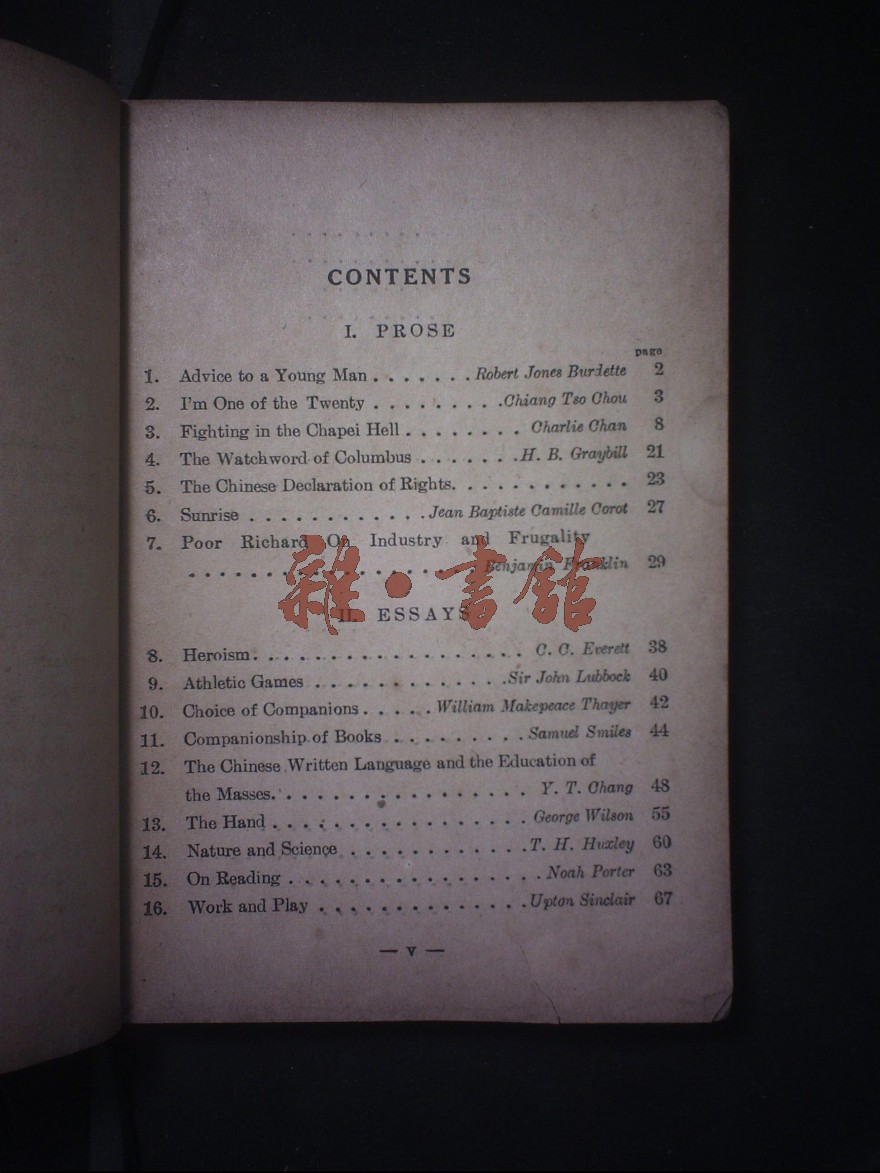 CONTENTS
I. PROSE
page
1. Advice to a Young Man . . . . . . . Robert Jones Burdette 2
2. I'm One of the Twenty . . . . . . . . . Chiang Tso Chou 3
3. Fighting in the Chapei Hell . . . . . . . . Charlie Chan 8
4. The Watchword of Columbus . . . . . . . H. B. Graybill 21
5. The Chinese Declaration of Rights. . . . . . . . . . . . 23
6. Sunrise . . . . . . . . . . . . Jean Baptiste Camille Corot 27
7. Poor Richard On Industry and Frugality
. . . . . . . . . . . . . . . . . . . Benjamin Franklin 29
雜·書館
II. ESSAYS
8. Heroism. . . . . . . . . . . . . . . . . . . C. C. Everett 38
9. Athletic Games . . . . . . . . . . . . . Sir John Lubbock 40
10. Choice of Companions . . . . . William Makepeace Thayer 42
11. Companionship of Books . . . . . . . . . Samuel Smiles 44
12. The Chinese Written Language and the Education of
the Masses. . . . . . . . . . . . . . . . . . Y. T. Chang 48
13. The Hand . . . . . . . . . . . . . . . . . George Wilson 55
14. Nature and Science . . . . . . . . . . . . T. H. Huxley 60
15. On Reading . . . . . . . . . . . . . . . . . Noah Porter 63
16. Work and Play . . . . . . . . . . . . . . Upton Sinclair 67
— v —